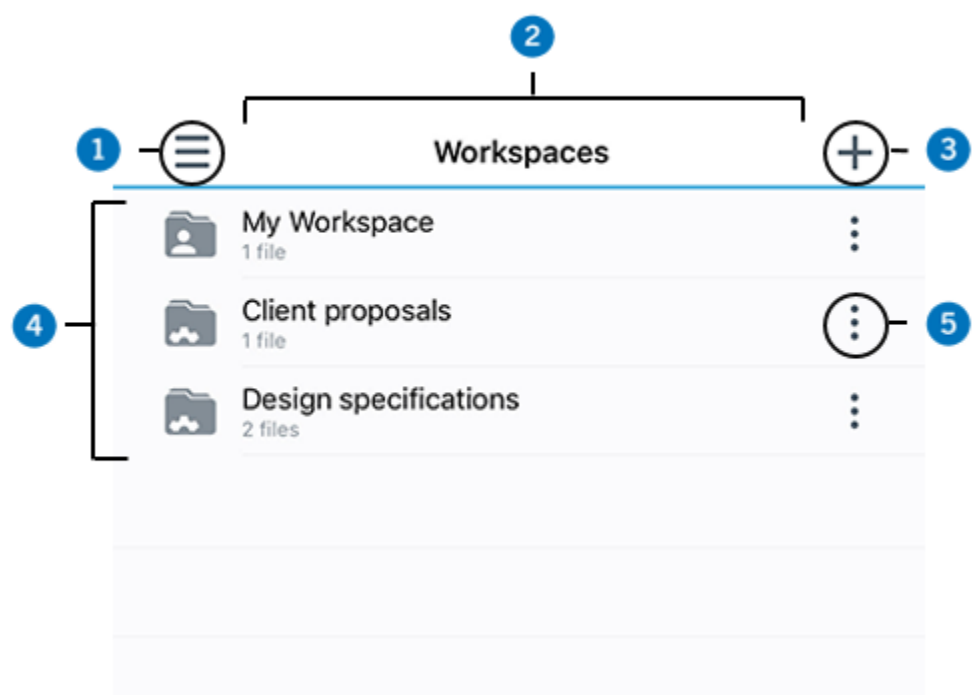 2
1
Workspaces
3
My Workspace
1 file
4
Client proposals
1 file
5
Design specifications
2 files